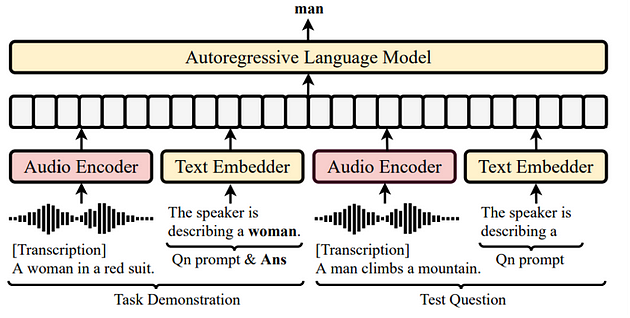 man
Autoregressive Language Model
Audio Encoder
Text Embedder
Audio Encoder
Text Embedder
The speaker is
describing a woman.
The speaker is
describing a
[Transcription]
A woman in a red suit.
Qn prompt & Ans
[Transcription]
A man climbs a mountain.
Qn prompt
Task Demonstration
Test Question